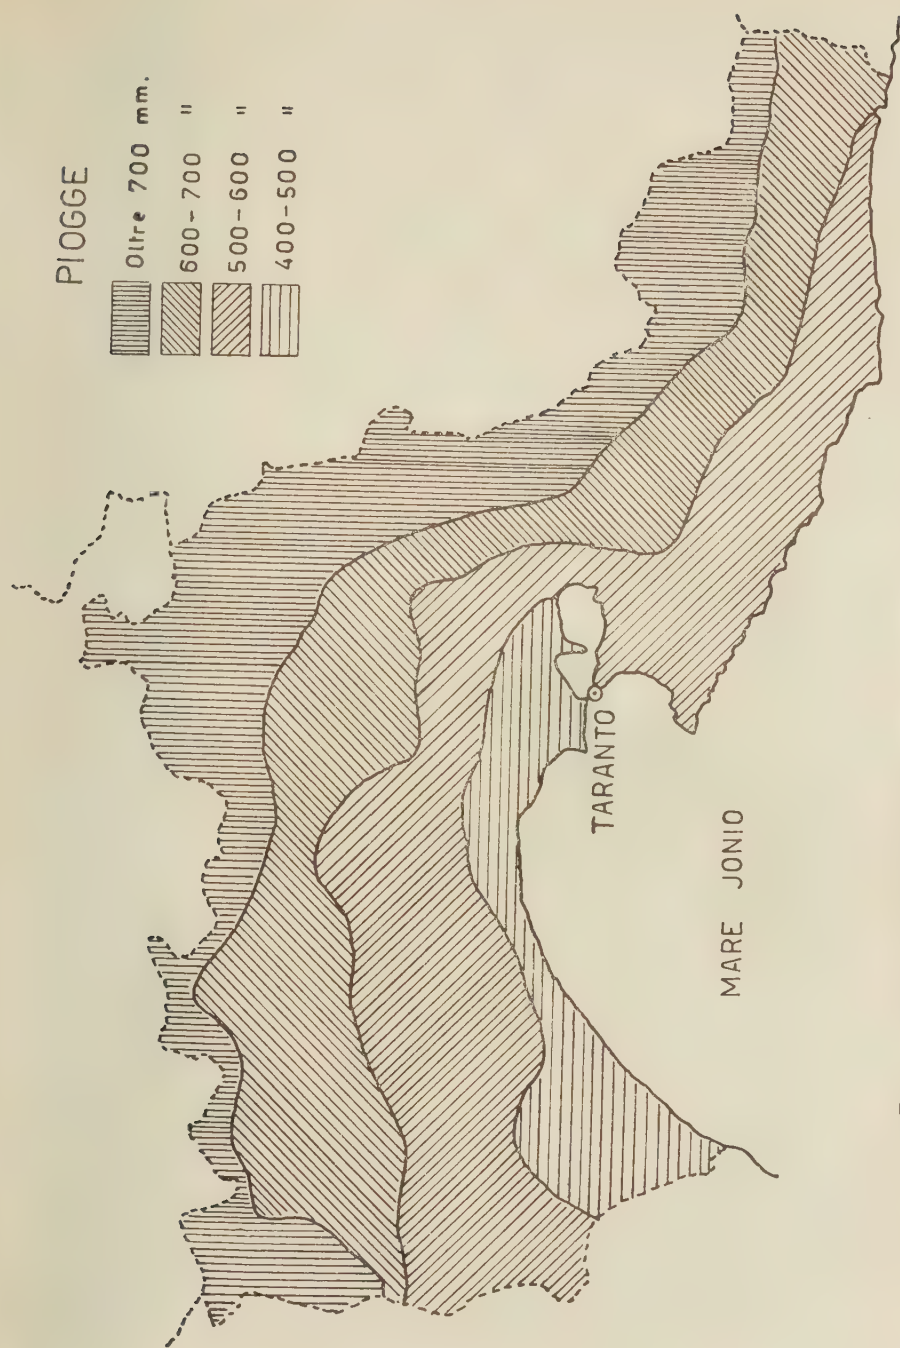 PIOGGE
Oltre 700 mm.
600-700 "
500-600 "
400-500 "
TARANTO
MARE JONIO